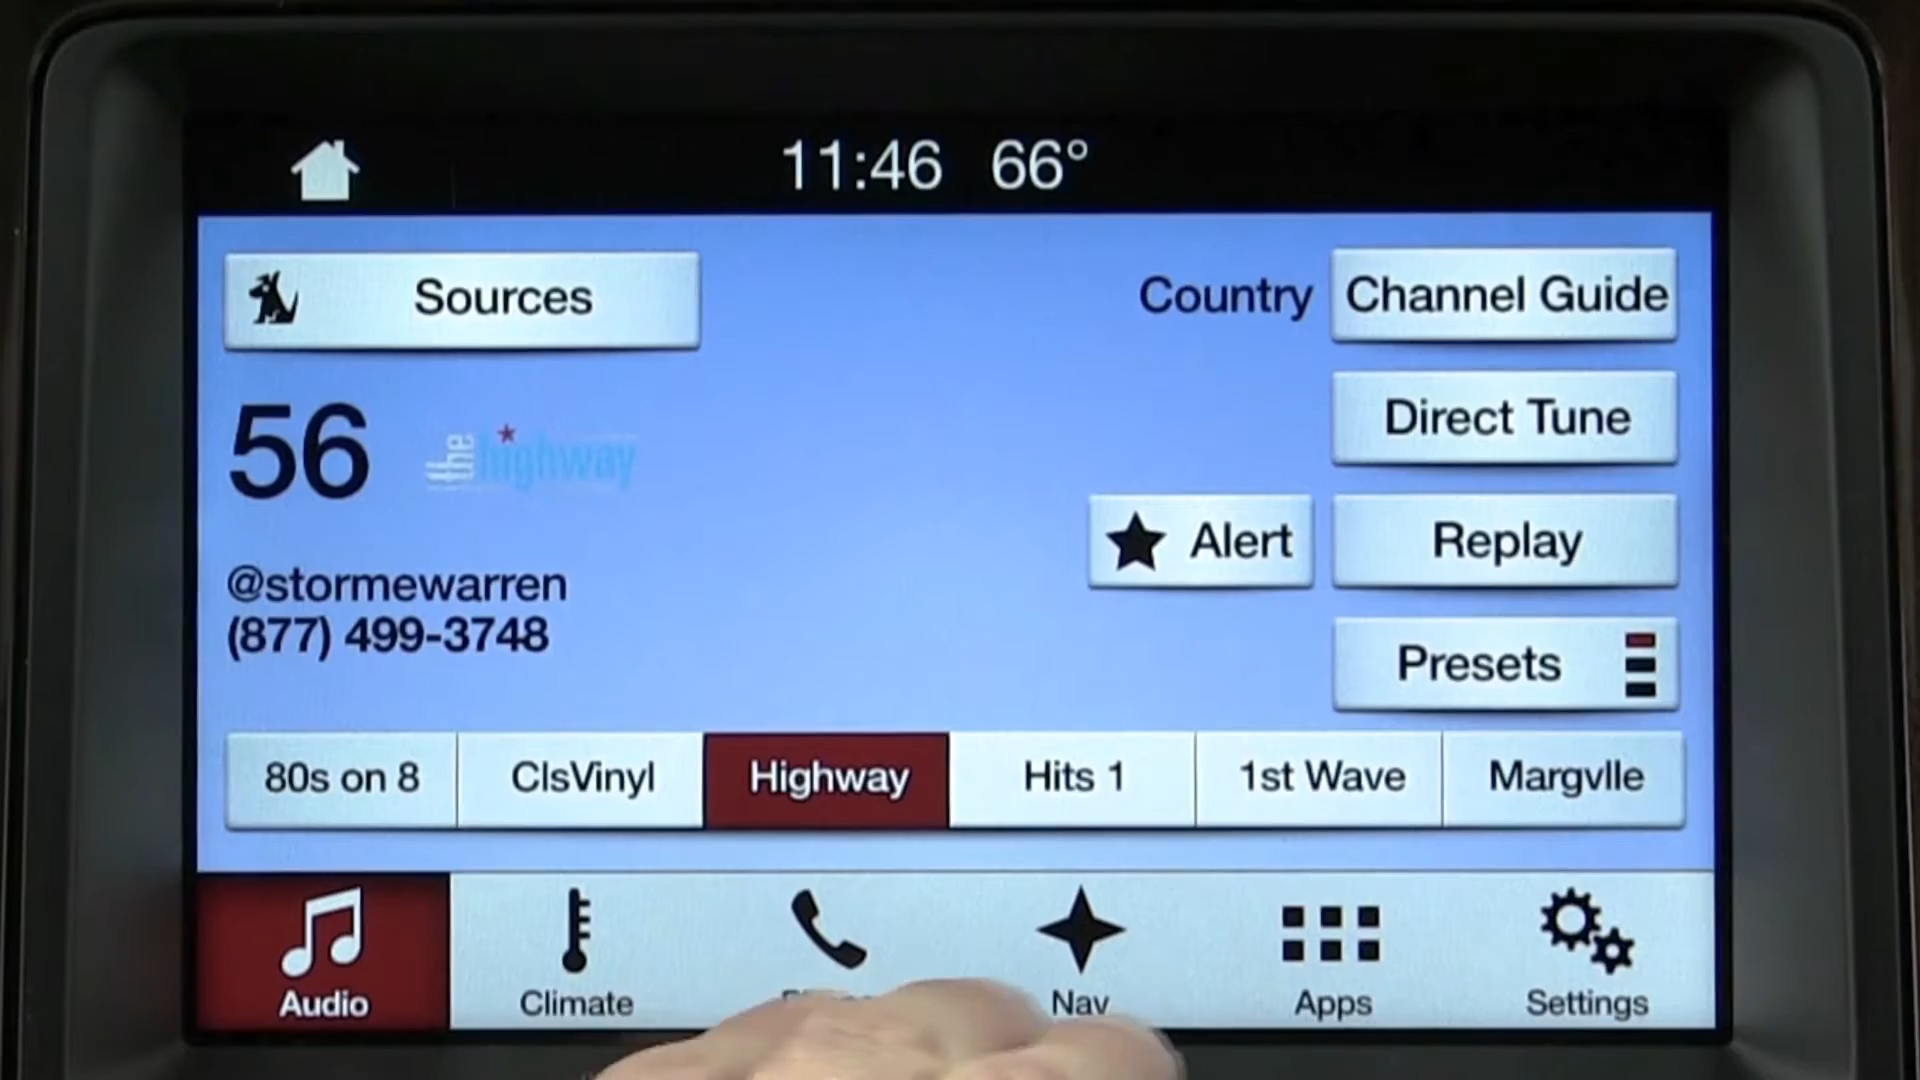 11:46 66°
Sources
Country
Channel Guide
56
the highway
Direct Tune
Alert
Replay
@stormewarren
(877) 499-3748
Presets
80s on 8
ClsVinyl
Highway
Hits 1
1st Wave
Margvlle
Audio
Climate
Nav
Apps
Settings